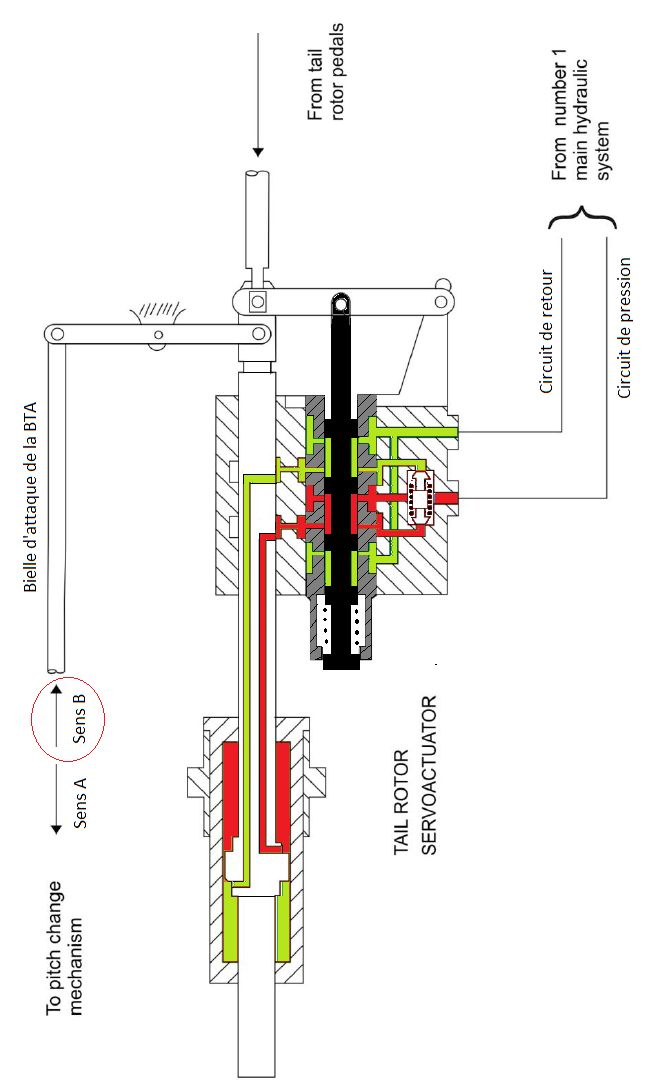 From tail
rotor pedals
From number 1
main hydraulic
system
Circuit de retour
Circuit de pression
Bielle d'attaque de la BTA
Sens B
Sens A
TAIL ROTOR
SERVOACTUATOR
To pitch change
mechanism